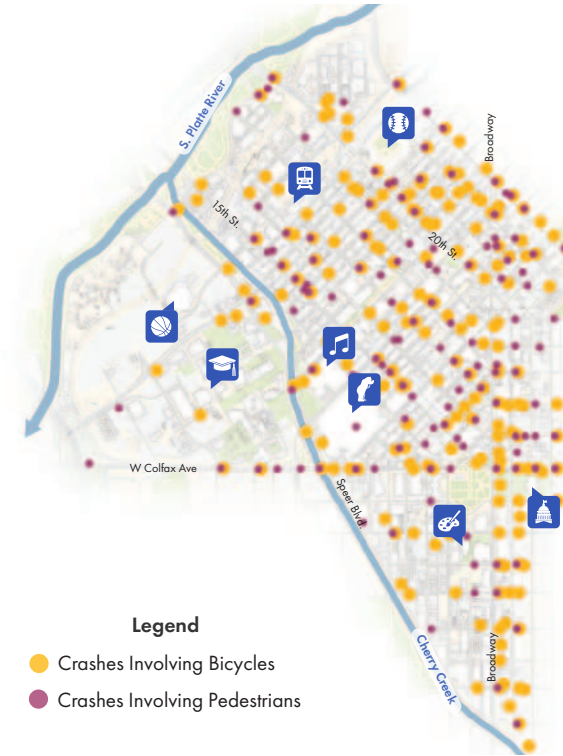 S. Platte River
Broadway
15th St.
20th St.
W Colfax Ave
Speer Blvd.
Cherry Creek
Broadway
Legend
Crashes Involving Bicycles
Crashes Involving Pedestrians